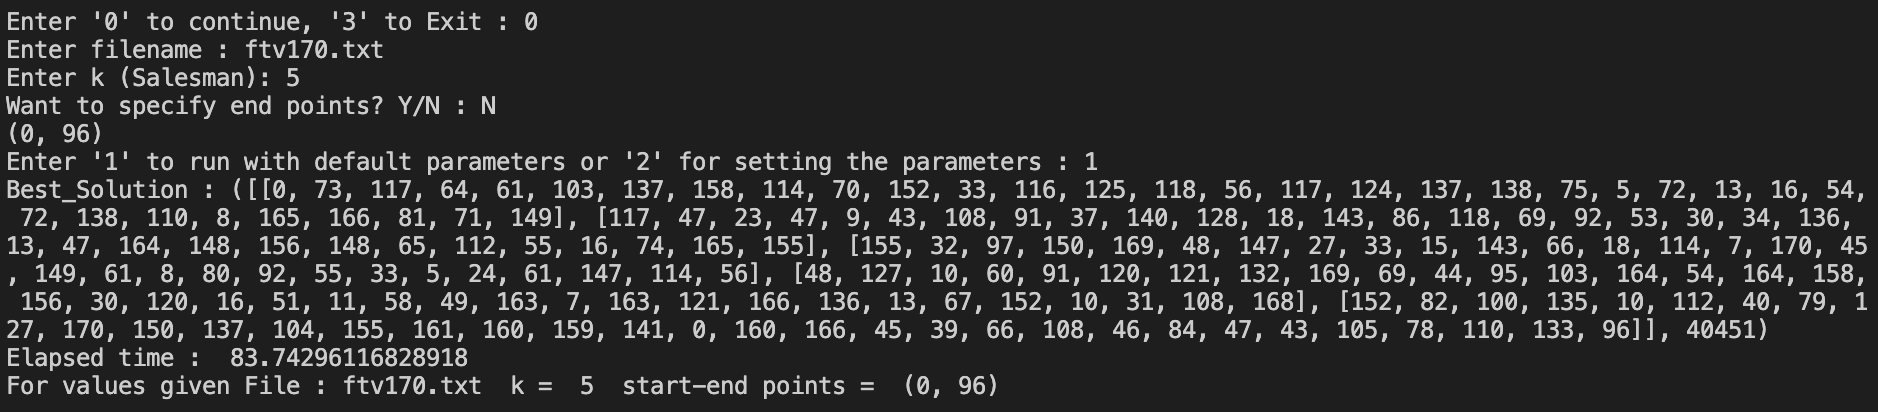 Enter '0' to continue, '3' to Exit : 0
Enter filename : ftv170.txt
Enter k (Salesman): 5
Want to specify end points? Y/N : N
(0, 96)
Enter '1' to run with default parameters or '2' for setting the parameters : 1
Best_Solution : ([[0, 73, 117, 64, 61, 103, 137, 158, 114, 70, 152, 33, 116, 125, 118, 56, 117, 124, 137, 138, 75, 5, 72, 13, 16, 54,
 72, 138, 110, 8, 165, 166, 81, 71, 149], [117, 47, 23, 47, 9, 43, 108, 91, 37, 140, 128, 18, 143, 86, 118, 69, 92, 53, 30, 34, 136,
13, 47, 164, 148, 156, 148, 65, 112, 55, 16, 74, 165, 155], [155, 32, 97, 150, 169, 48, 147, 27, 33, 15, 143, 66, 18, 114, 7, 170, 45
, 149, 61, 8, 80, 92, 55, 33, 5, 24, 61, 147, 114, 56], [48, 127, 10, 60, 91, 120, 121, 132, 169, 69, 44, 95, 103, 164, 54, 164, 158,
 156, 30, 120, 16, 51, 11, 58, 49, 163, 7, 163, 121, 166, 136, 13, 67, 152, 10, 31, 108, 168], [152, 82, 100, 135, 10, 112, 40, 79, 1
27, 170, 150, 137, 104, 155, 161, 160, 159, 141, 0, 160, 166, 45, 39, 66, 108, 46, 84, 47, 43, 105, 78, 110, 133, 96]], 40451)
Elapsed time :  83.74296116828918
For values given File : ftv170.txt  k =  5  start-end points =  (0, 96)